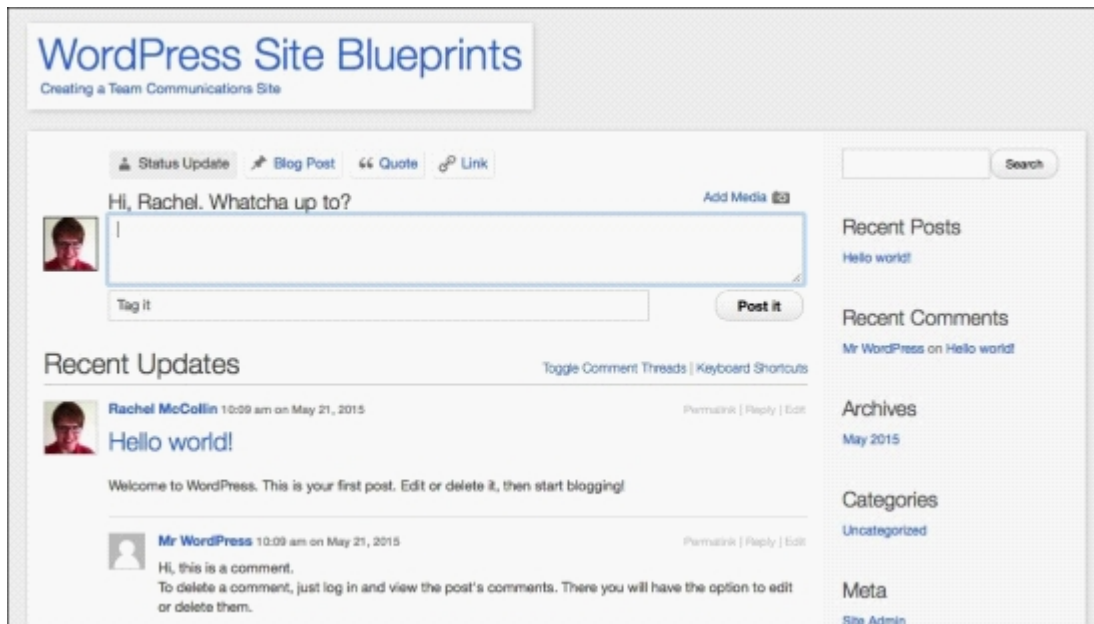 WordPress Site Blueprints
Creating a Team Communications Site
Status Update Blog Post Quote Link
Search
Hi, Rachel. Whatcha up to?
Add Media
Tag it
Post it
Recent Posts
Hello world!
Recent Comments
Mr WordPress on Hello world!
Recent Updates
Toggle Comment Threads | Keyboard Shortcuts
Rachel McCollin 10:09 am on May 21, 2015
Permalink | Reply | Edit
Hello world!
Welcome to WordPress. This is your first post. Edit or delete it, then start blogging!
Mr WordPress 10:09 am on May 21, 2015
Permalink | Reply | Edit
Hi, this is a comment.
To delete a comment, just log in and view the post's comments. There you will have the option to edit
or delete them.
Archives
May 2015
Categories
Uncategorized
Meta
Site Admin